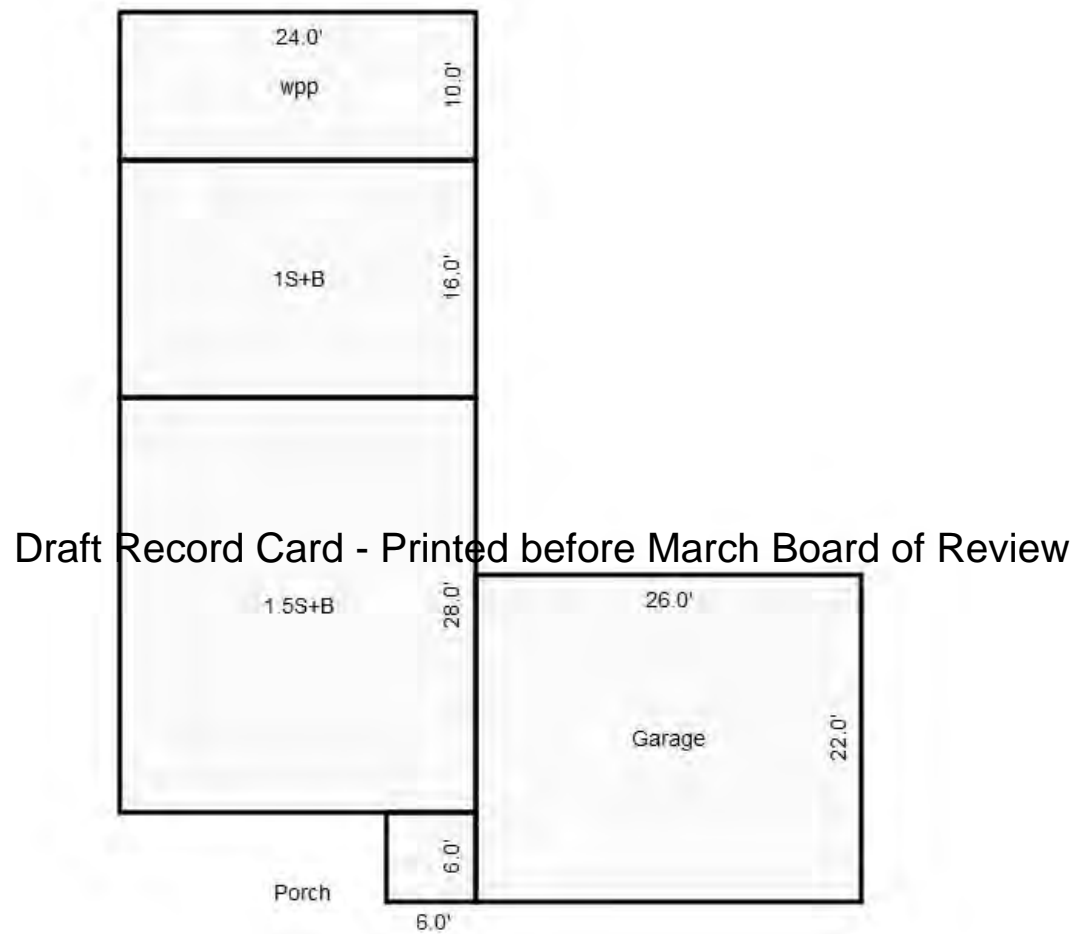 24.0'
wpp
10.0'
1S+B
16.0'
Draft Record Card - Printed before March Board of Review
1.5S+B
28.0'
26.0'
Garage
22.0'
6.0'
Porch
6.0'